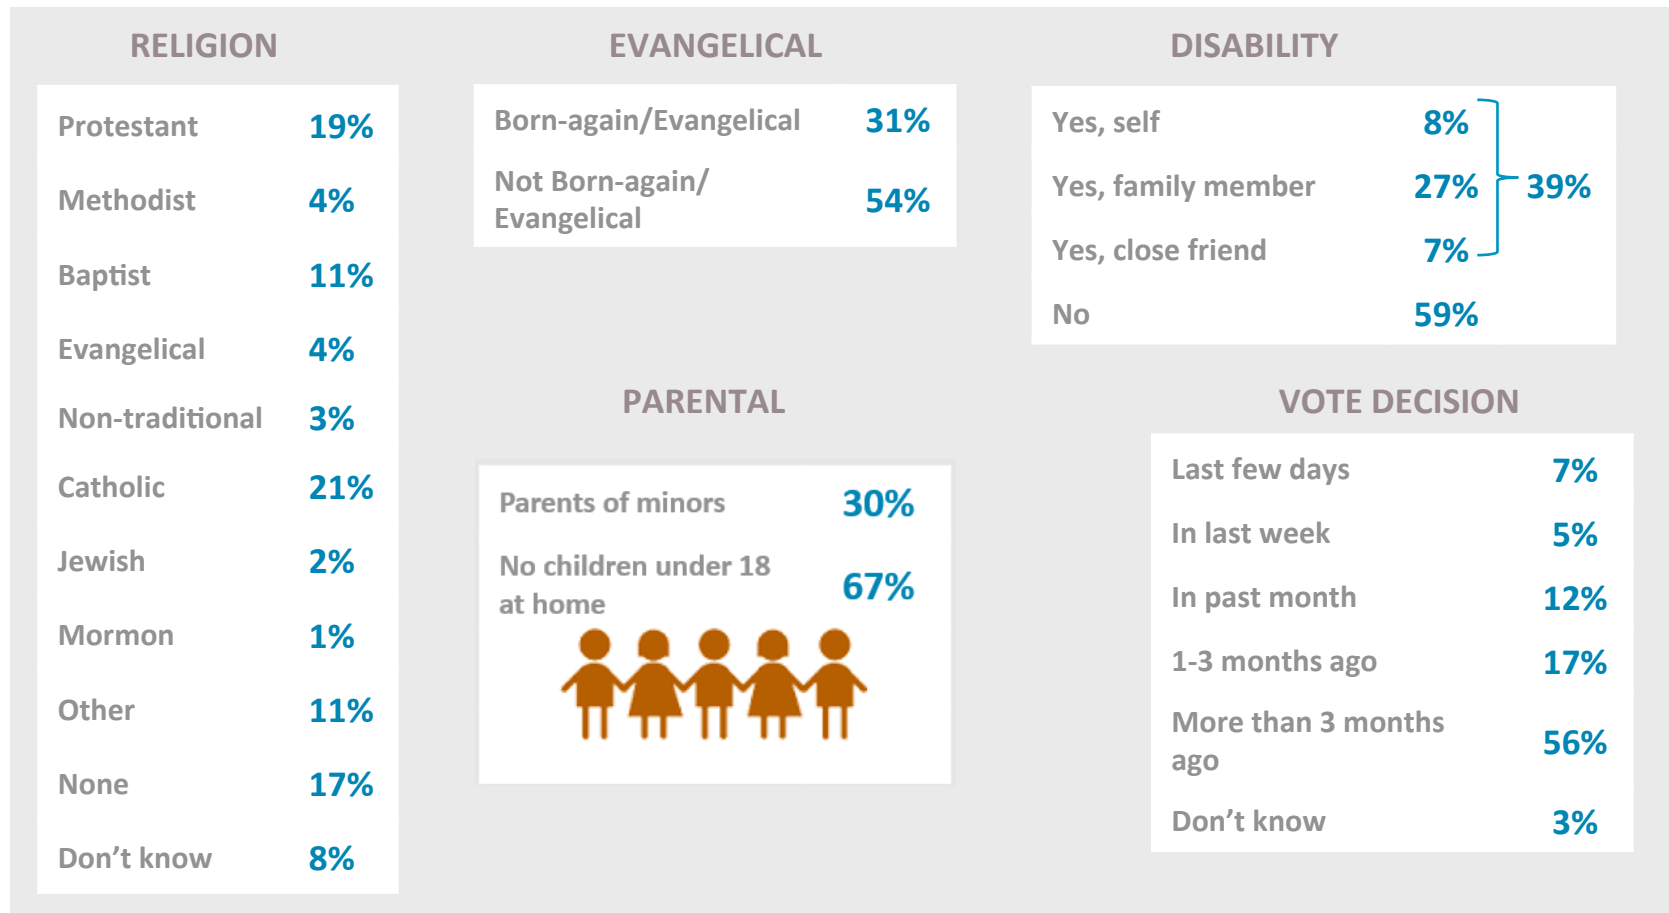 RELIGION
Protestant 19%
Methodist 4%
Baptist 11%
Evangelical 4%
Non-traditional 3%
Catholic 21%
Jewish 2%
Mormon 1%
Other 11%
None 17%
Don't know 8%
EVANGELICAL
Born-again/Evangelical 31%
Not Born-again/
Evangelical 54%
PARENTAL
Parents of minors 30%
No children under 18
at home 67%
DISABILITY
Yes, self 8%
Yes, family member 27% 39%
Yes, close friend 7%
No 59%
VOTE DECISION
Last few days 7%
In last week 5%
In past month 12%
1-3 months ago 17%
More than 3 months
ago 56%
Don't know 3%